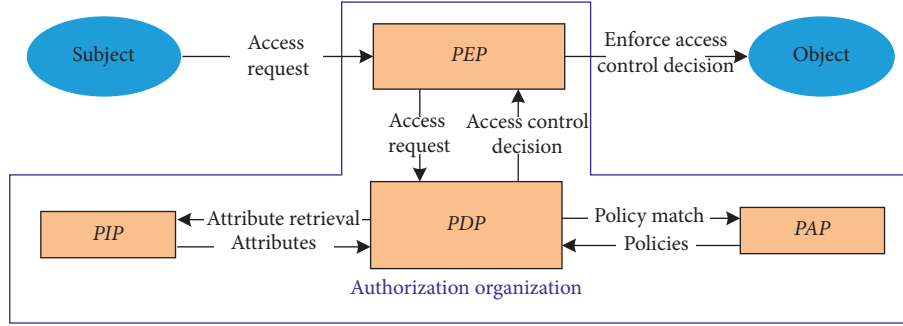 Subject
Access
request
PEP
Enforce access
control decision
Object
Access
request
Access control
decision
PIP
Attribute retrieval
Attributes
PDP
Policy match
Policies
PAP
Authorization organization